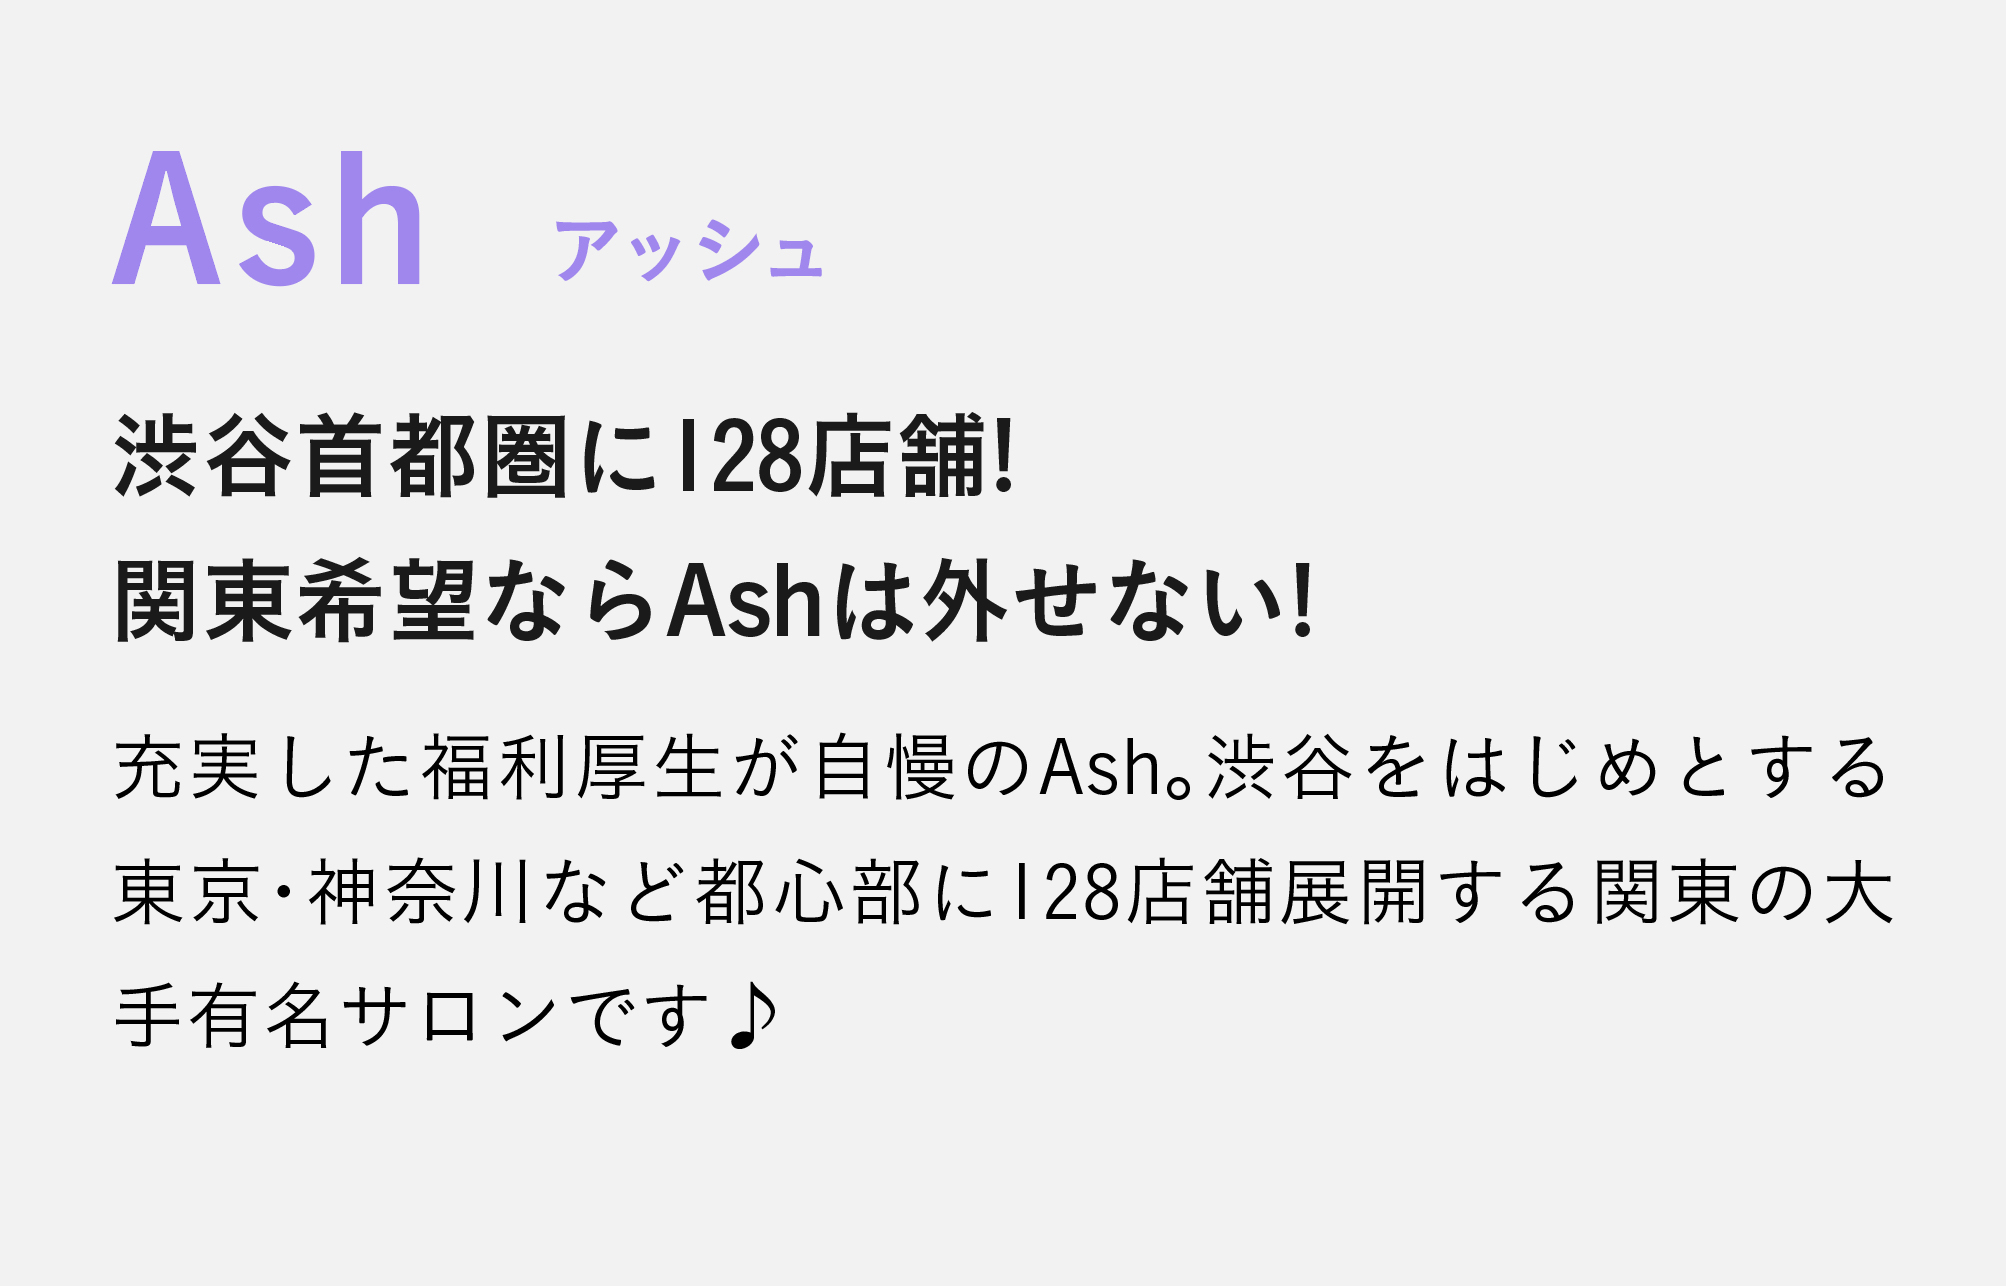 Ash アッシュ
渋谷首都圏に128店舗!
関東希望ならAshは外せない!
充実した福利厚生が自慢のAsh。渋谷をはじめとする
東京・神奈川など都心部に128店舗展開する関東の大
手有名サロンです♪